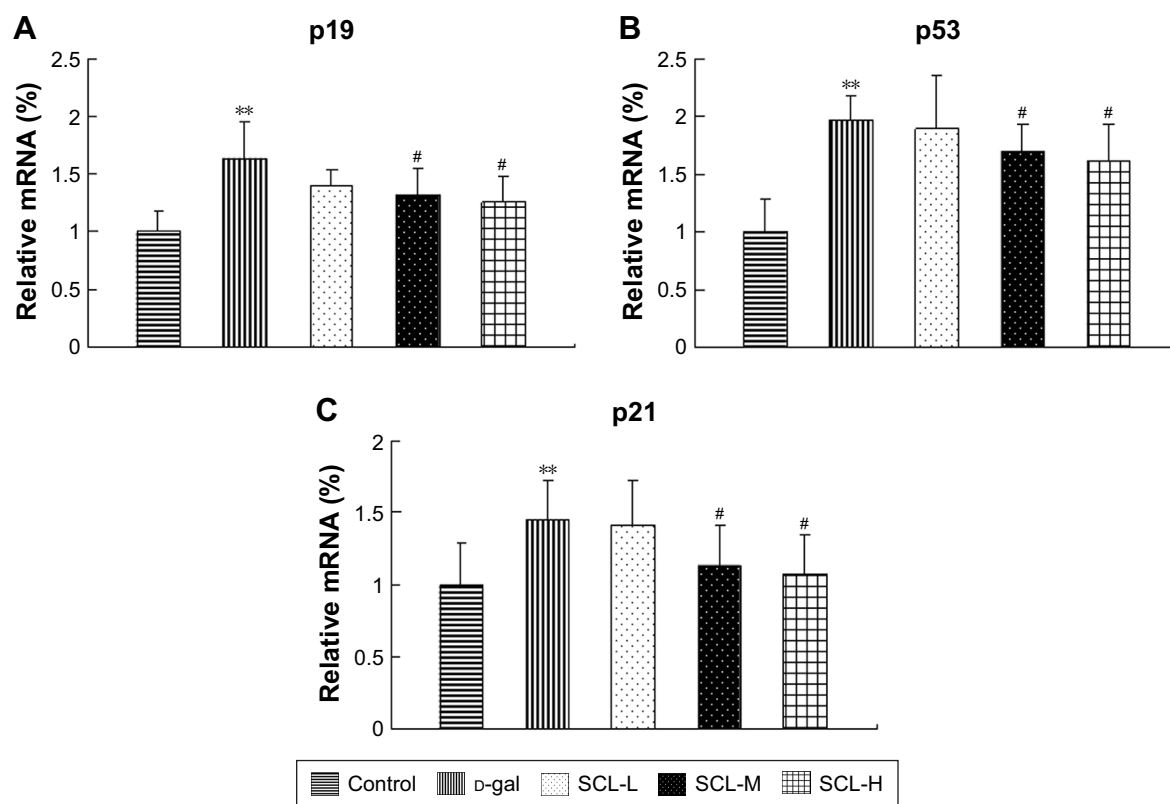 A
p19
Relative mRNA (%)
2.5
2
1.5
1
0.5
0
**
#
#
B
p53
Relative mRNA (%)
2.5
2
1.5
1
0.5
0
**
#
#
C
p21
Relative mRNA (%)
2
1.5
1
0.5
0
**
#
#
Control D-gal SCL-L SCL-M SCL-H